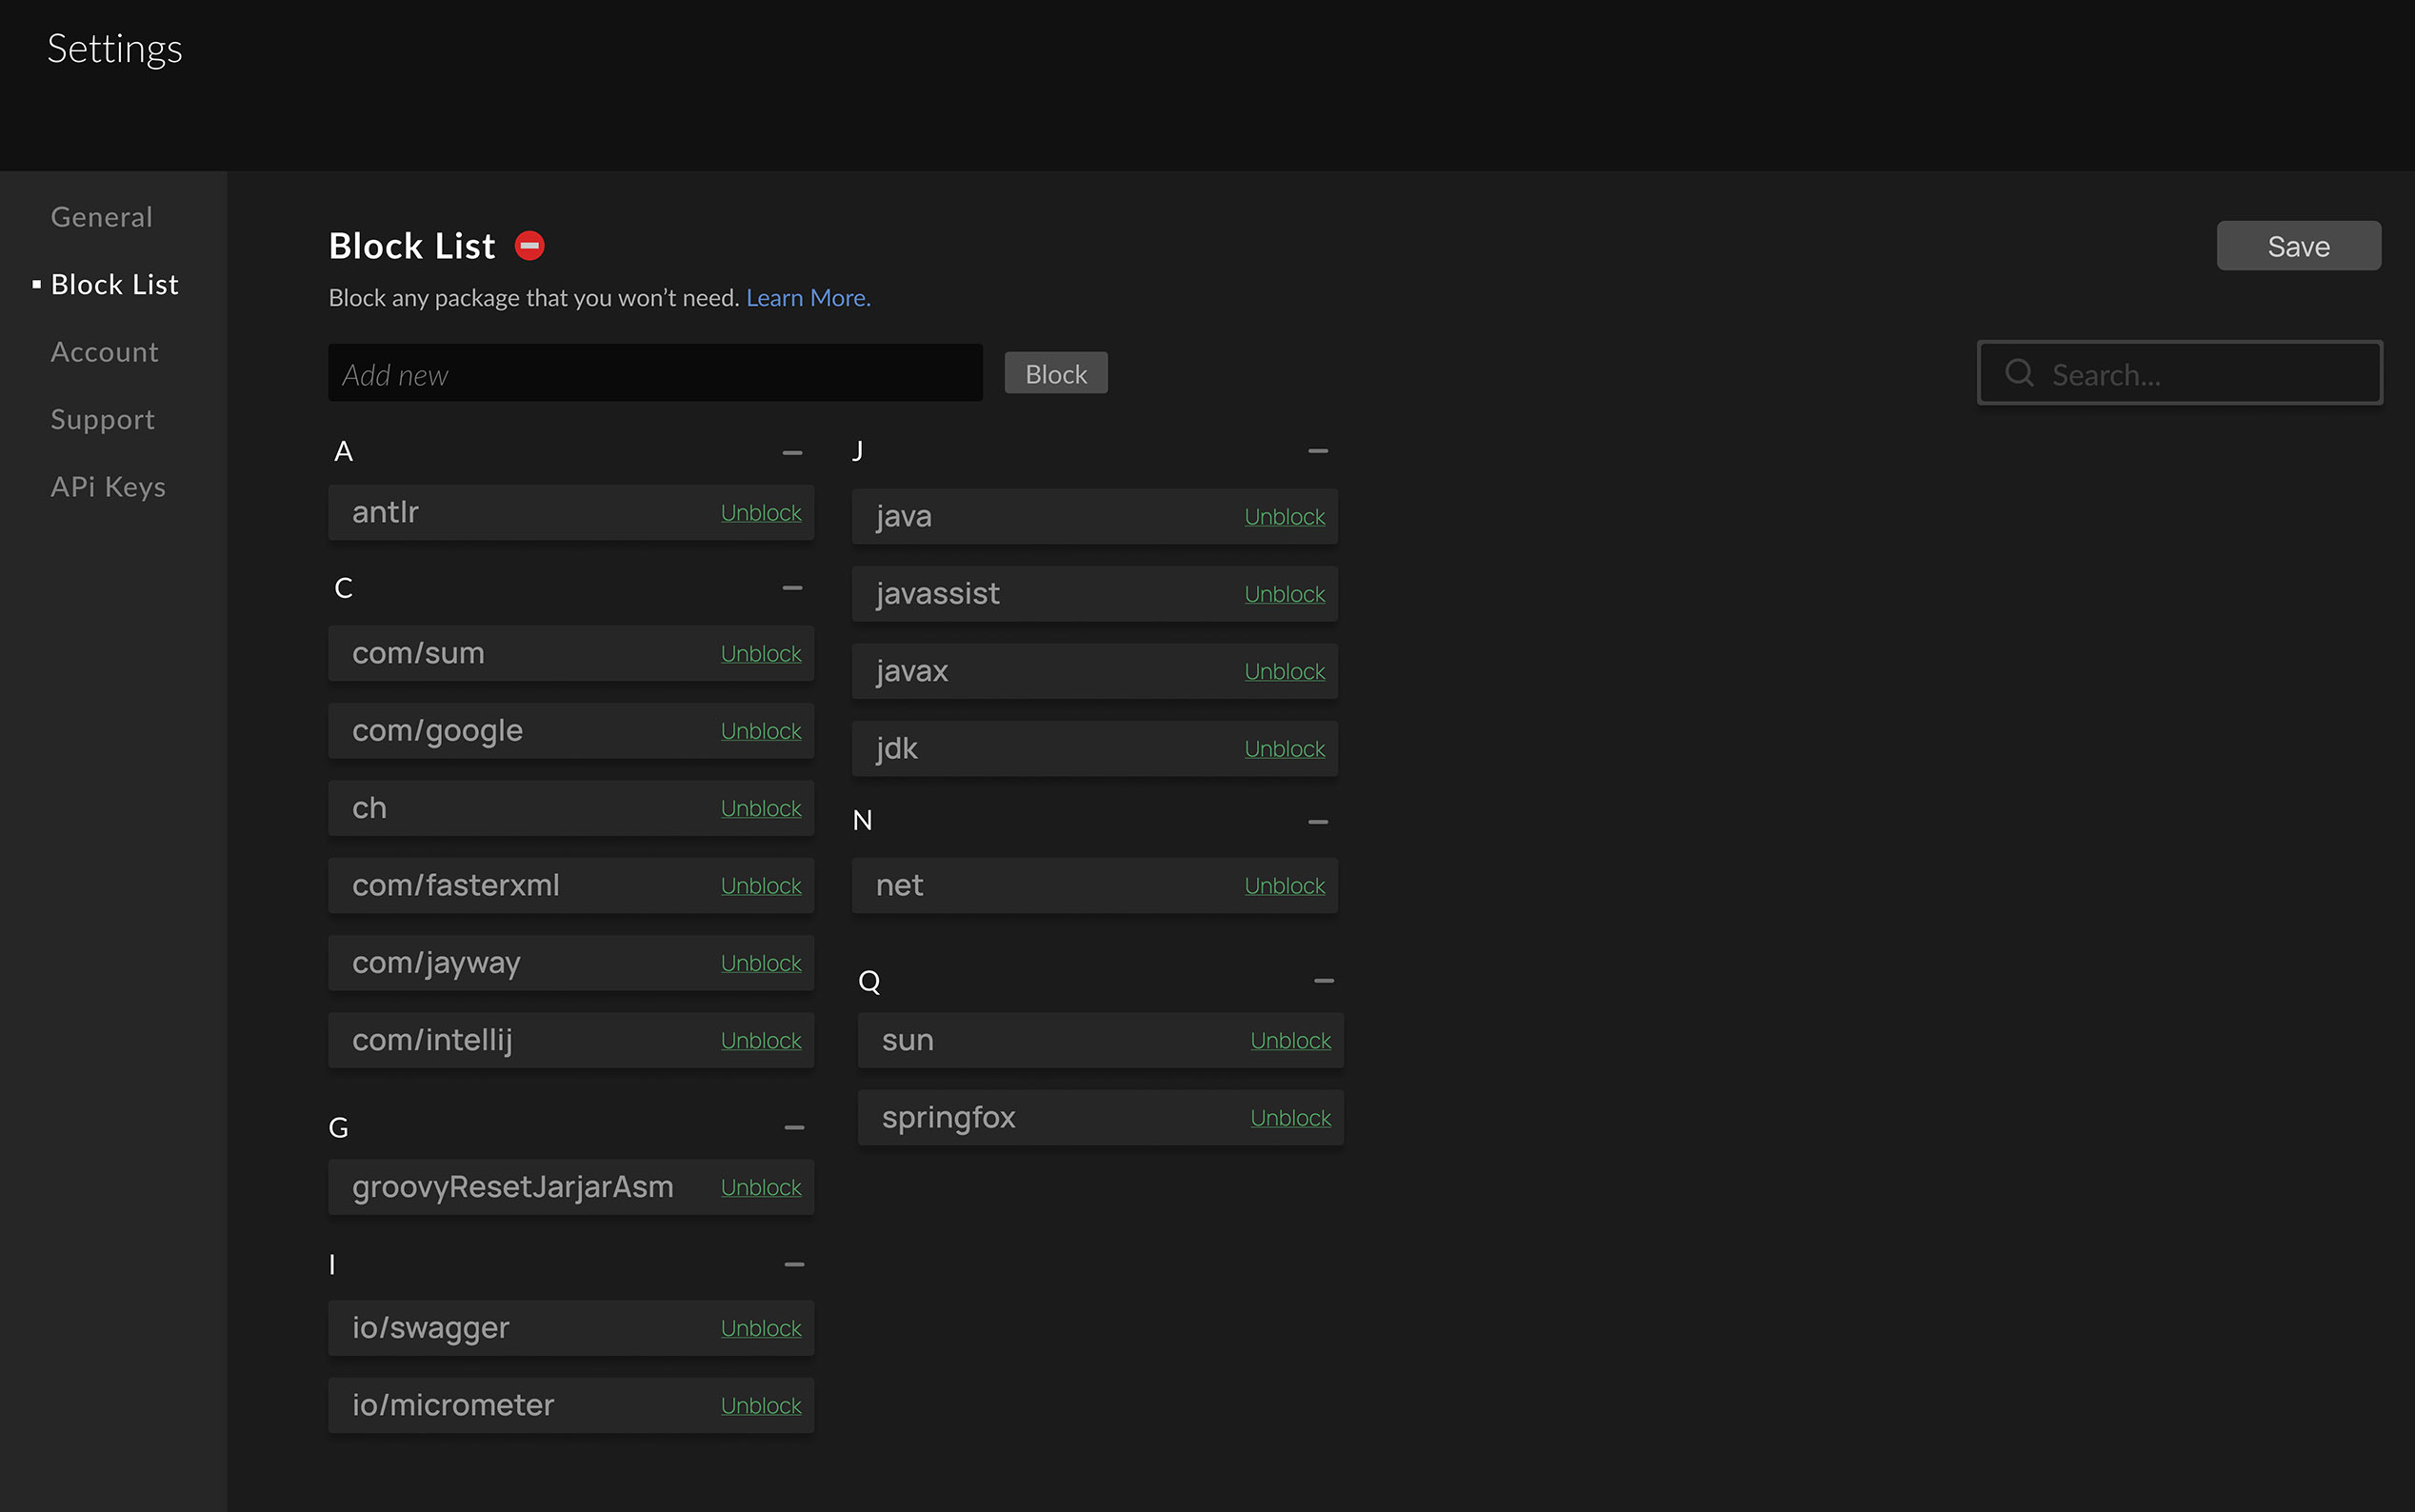 Settings
General
Block List
Account
Support
APi Keys
Block List
Save
Block any package that you won’t need. Learn More.
Add new
Block
Search...
A
antlr Unblock
C
com/sum Unblock
com/google Unblock
ch Unblock
com/fasterxml Unblock
com/jayway Unblock
com/intellij Unblock
G
groovyResetJarjarAsm Unblock
I
io/swagger Unblock
io/micrometer Unblock
J
java Unblock
javassist Unblock
javax Unblock
jdk Unblock
N
net Unblock
Q
sun Unblock
springfox Unblock